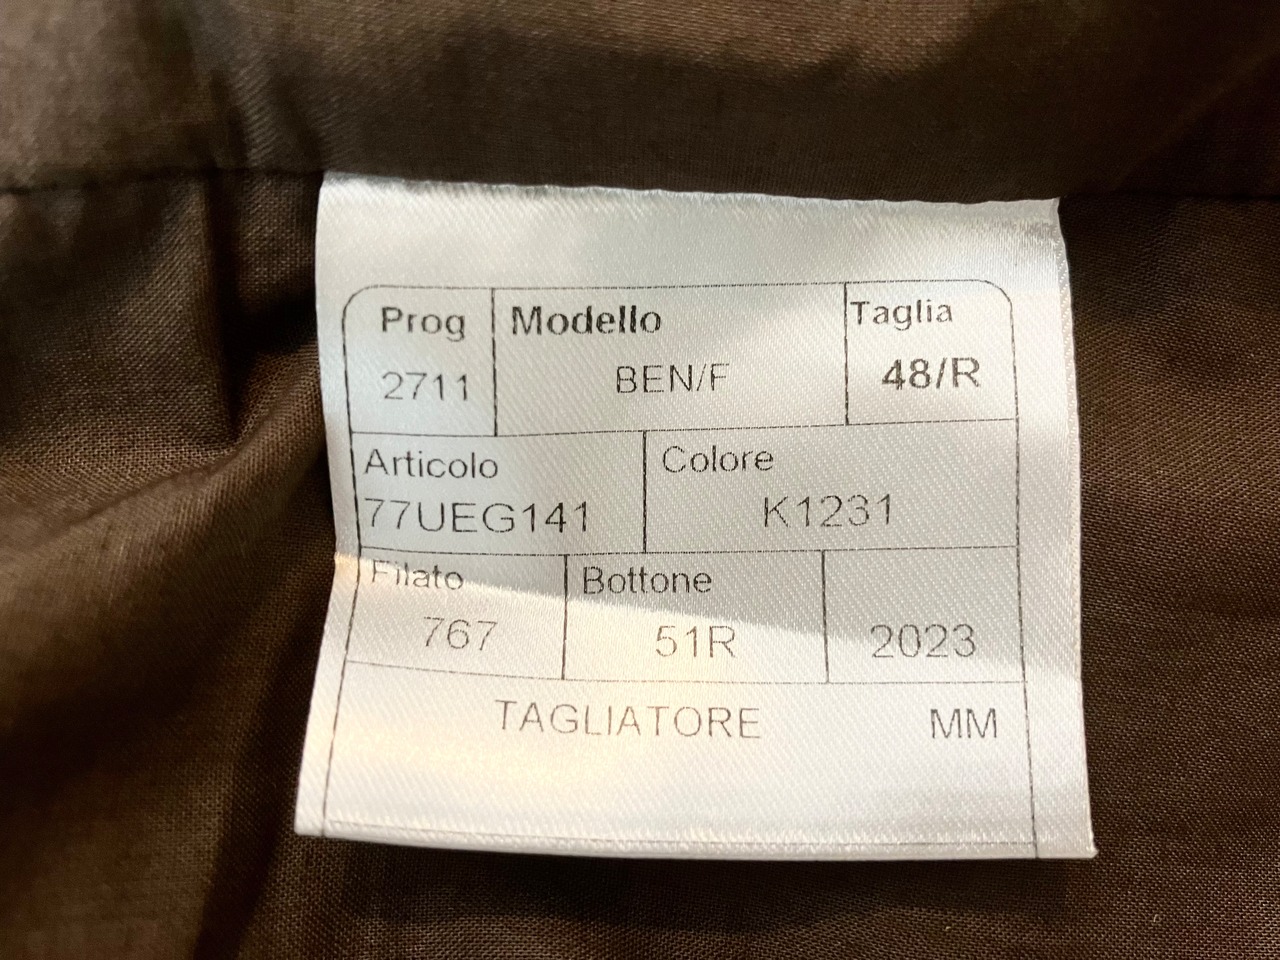 Prog Modello Taglia
2711 BEN/F 48/R
Articolo Colore
77UEG141 K1231
Filato Bottone
767 51R 2023
TAGLIATORE MM